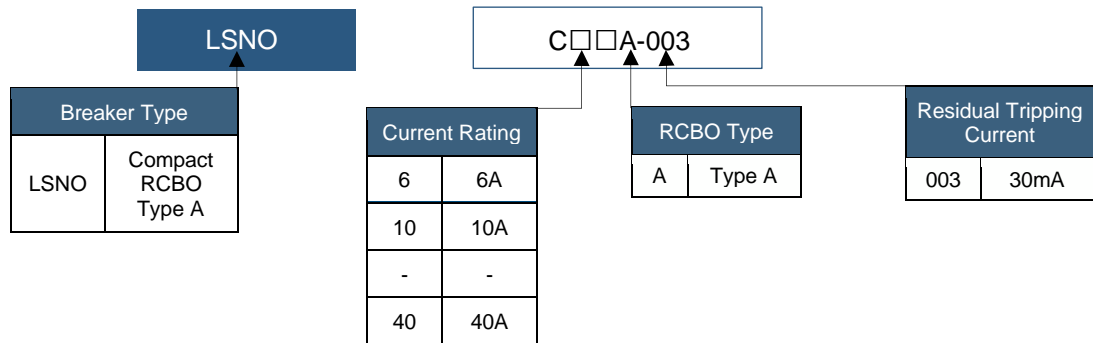 LSNO
C□□A-003
Breaker Type
LSNO
Compact
RCBO
Type A
Current Rating
6
6A
10
10A
-
-
40
40A
RCBO Type
A
Type A
Residual Tripping
Current
003
30mA